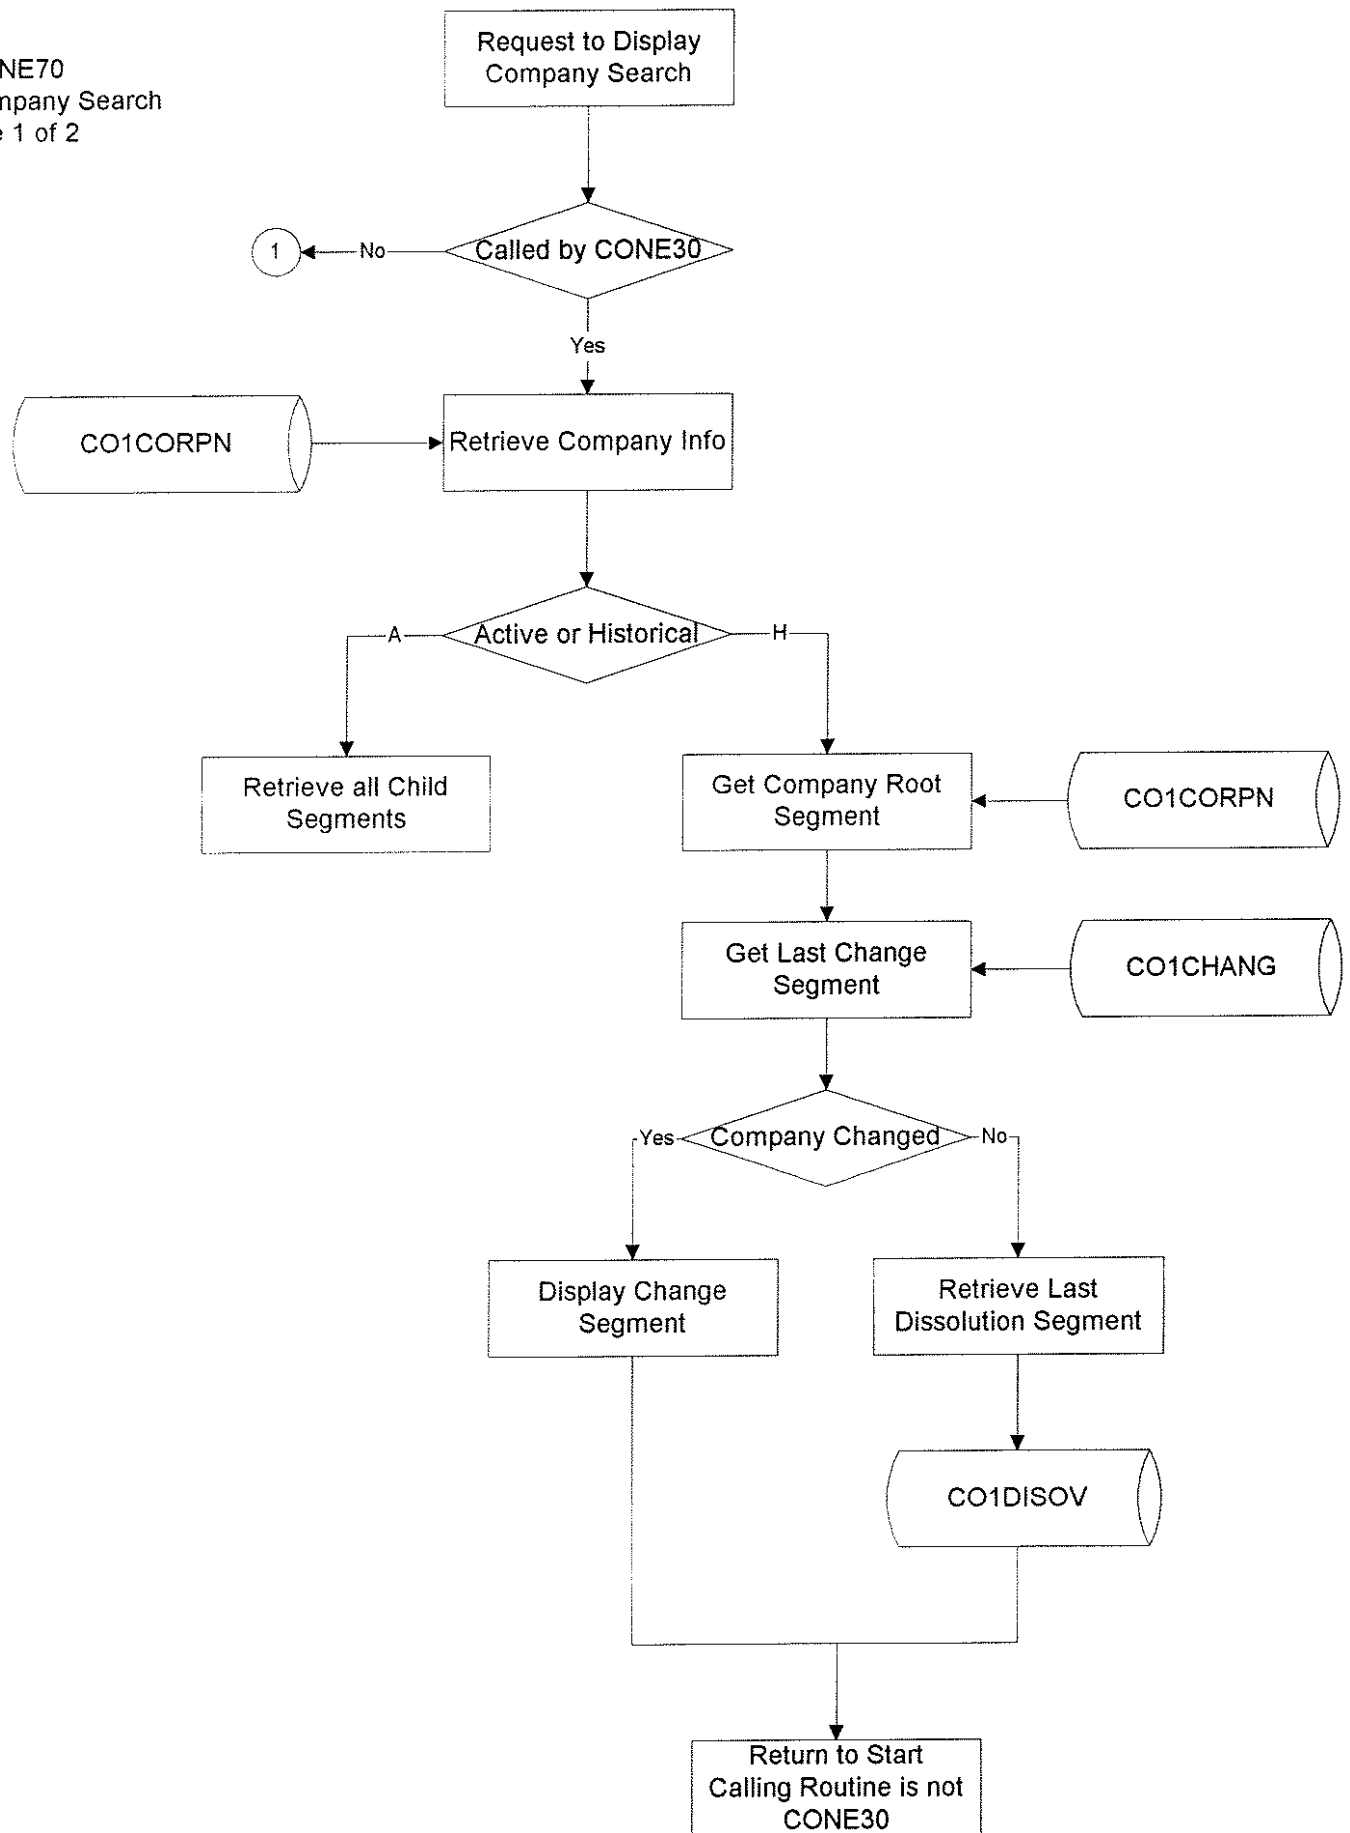 NE70
mpany Search
e 1 of 2
Request to Display
Company Search
1
No
Called by CONE30
Yes
CO1CORPN
Retrieve Company Info
A
Active or Historical
H
Retrieve all Child
Segments
Get Company Root
Segment
CO1CORPN
Get Last Change
Segment
CO1CHANG
Yes
Company Changed
No
Display Change
Segment
Retrieve Last
Dissolution Segment
CO1DISOV
Return to Start
Calling Routine is not
CONE30